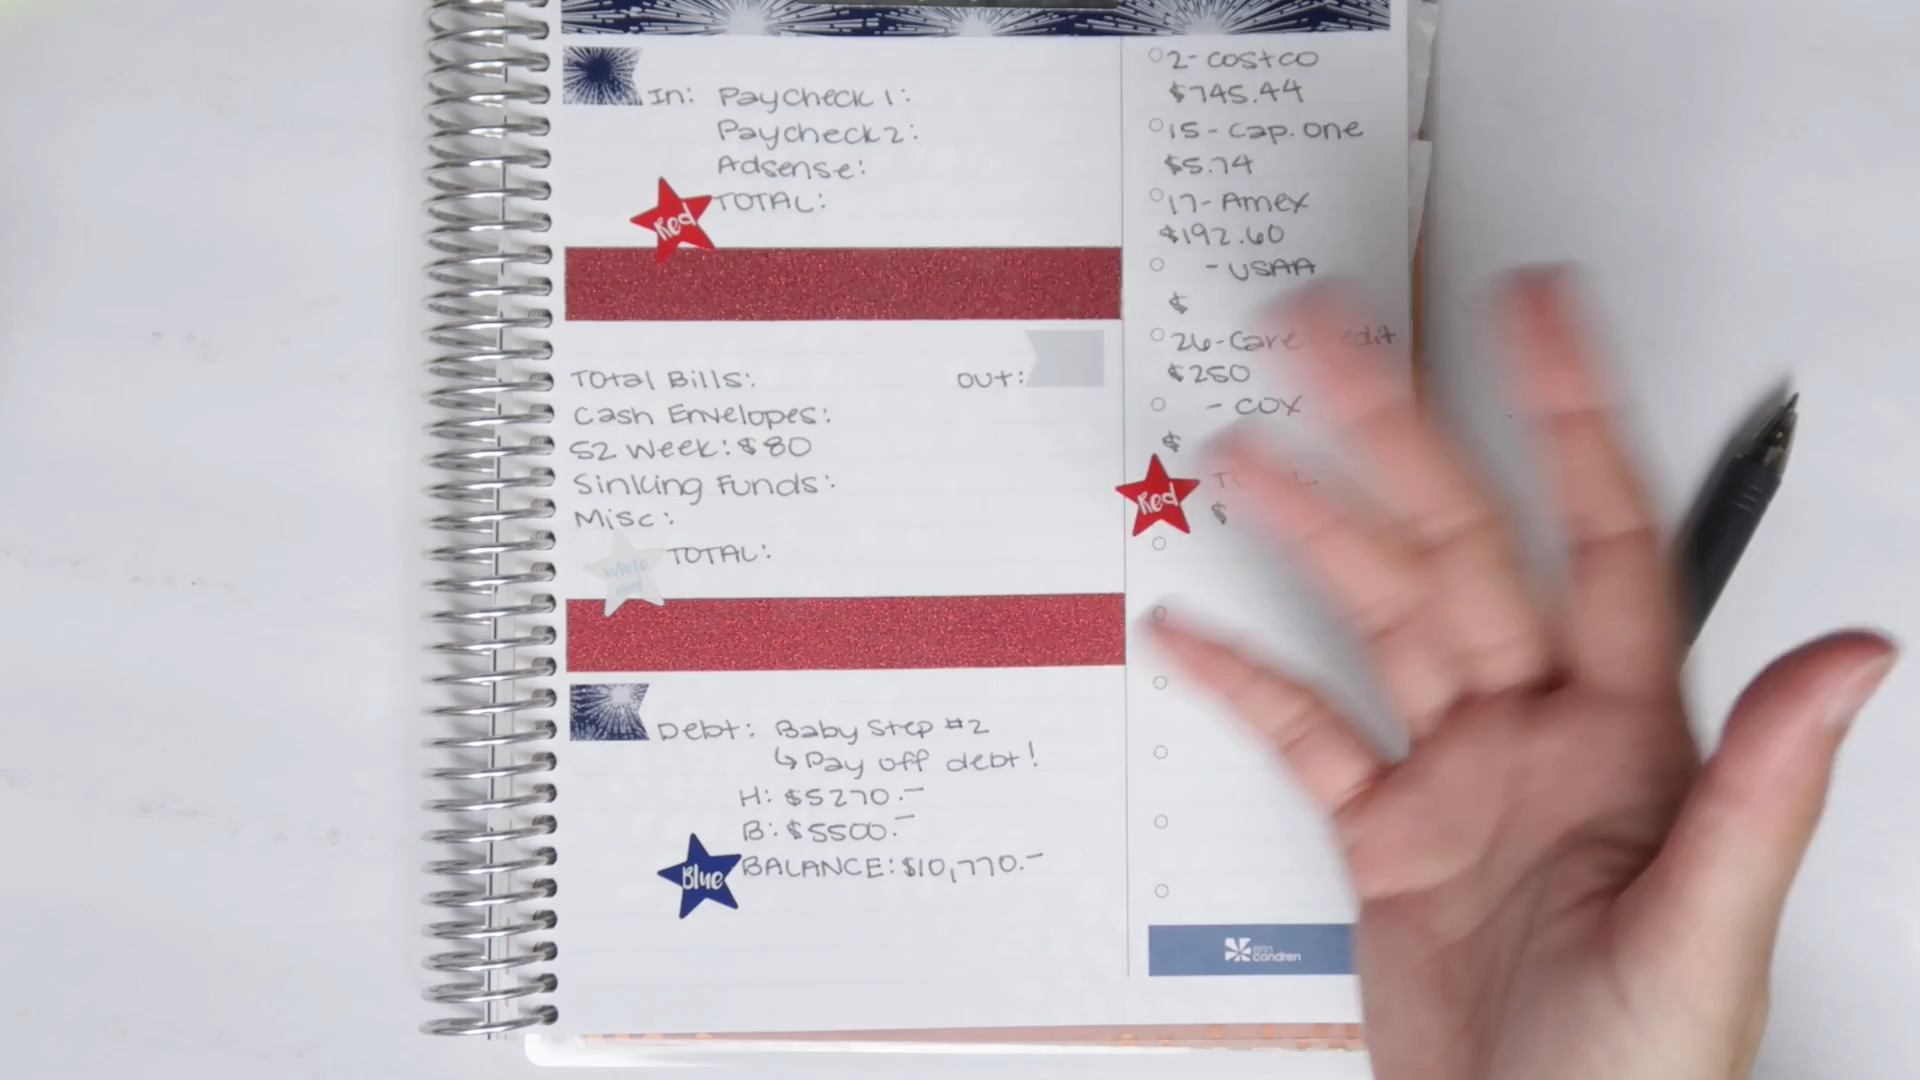 In: Paycheck 1:
Paycheck 2:
Adsense:
TOTAL:
Red
Total Bills: OUT:
Cash Envelopes:
52 Week: $80
Sinking Funds:
Misc:
TOTAL:
White
Debt: Baby Step #2
↳ Pay off debt!
H: $5270.-
B: $5500.-
BALANCE: $10,770.-
Blue
2- Costco
$745.44
15- Cap. One
$5.74
17- Amex
$192.60
- USAA
$
26- Care Credit
$250
- COX
$
Red
$
erin condren